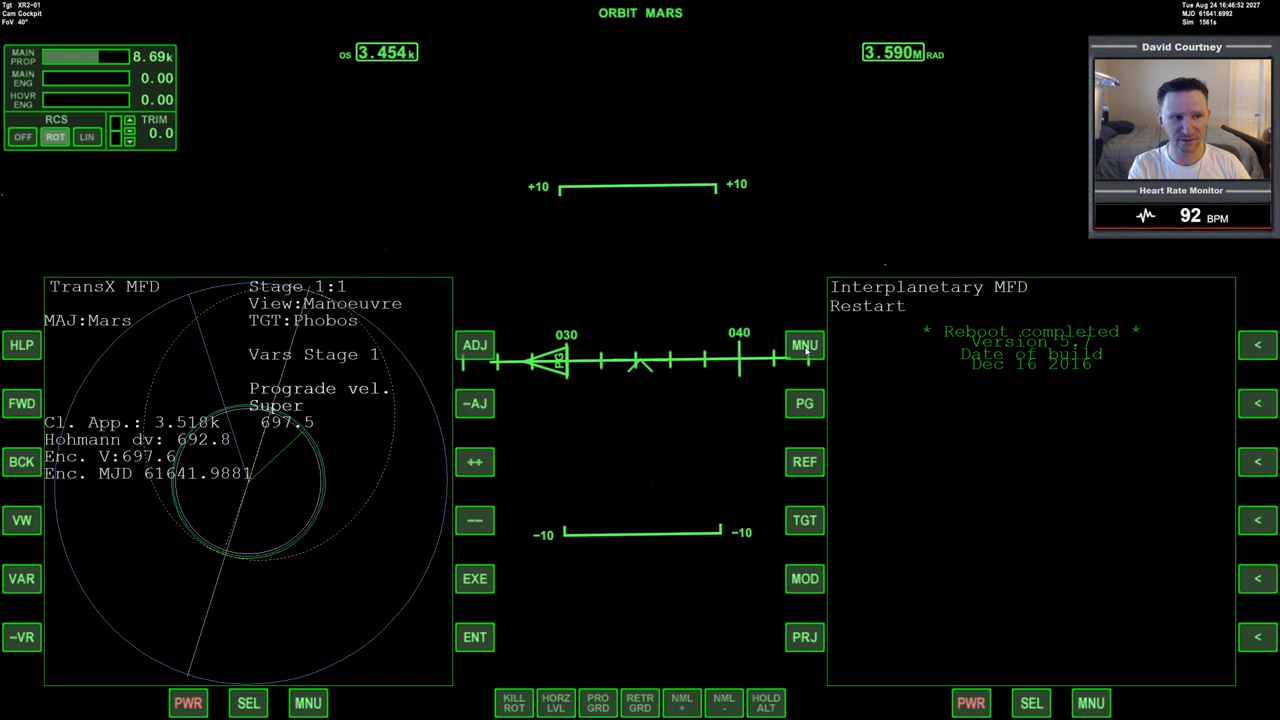 Tgt XR2-01
Cam Cockpit
FoV 40°
ORBIT MARS
Tue Aug 24 16:46:52 2027
MJD 61641.6992
Sim 1561s
MAIN PROP 8.69k
MAIN ENG 0.00
HOVR ENG 0.00
RCS TRIM
OFF ROT LIN 0.0
OS 3.454k
3.590M RAD
David Courtney
Heart Rate Monitor
92 BPM
+10 +10
030 040
PG
-10 -10
TransX MFD Stage 1:1
View:Manoeuvre
MAJ:Mars TGT:Phobos
Vars Stage 1
Prograde vel.
Super
Cl. App.: 3.518k 697.5
Hohmann dv: 692.8
Enc. V:697.6
Enc. MJD 61641.9881
HLP
FWD
BCK
VW
VAR
-VR
ADJ
-AJ
++
--
EXE
ENT
PWR SEL MNU
KILL ROT
HORZ LVL
PRO GRD
RETR GRD
NML +
NML -
HOLD ALT
MNU
PG
REF
TGT
MOD
PRJ
Interplanetary MFD
Restart
* Reboot completed *
Version 5.7
Date of build
Dec 16 2016
<
<
<
<
<
<
PWR SEL MNU